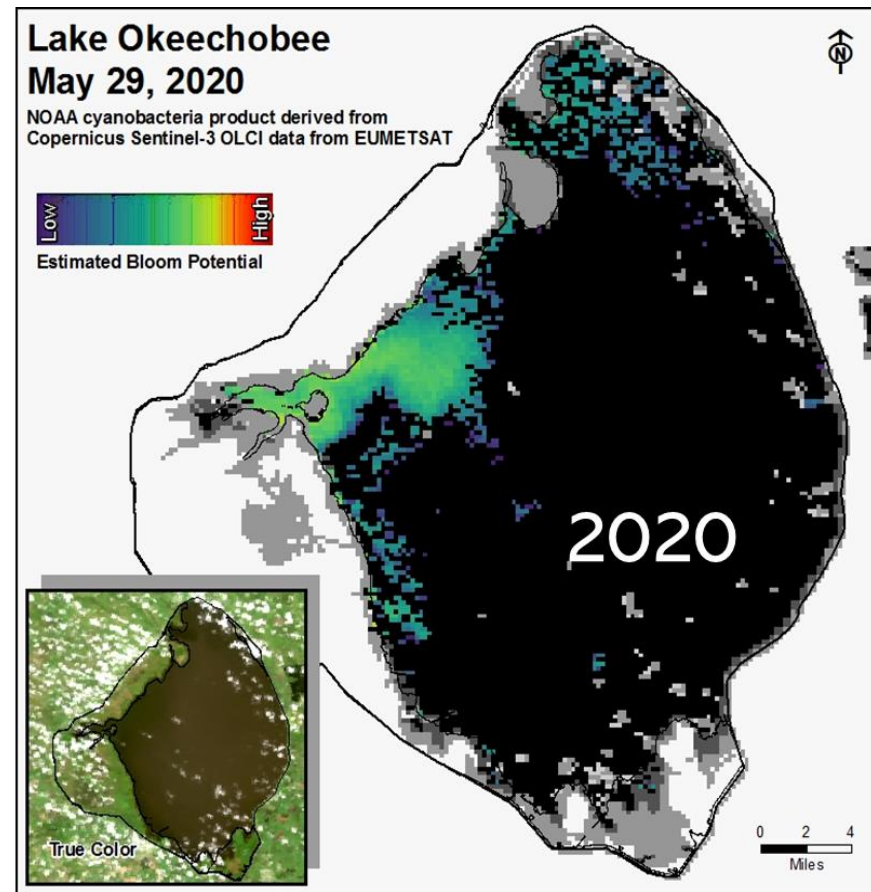 Lake Okeechobee
May 29, 2020
NOAA cyanobacteria product derived from
Copernicus Sentinel-3 OLCI data from EUMETSAT
N
Low High
Estimated Bloom Potential
2020
True Color
0 2 4
Miles